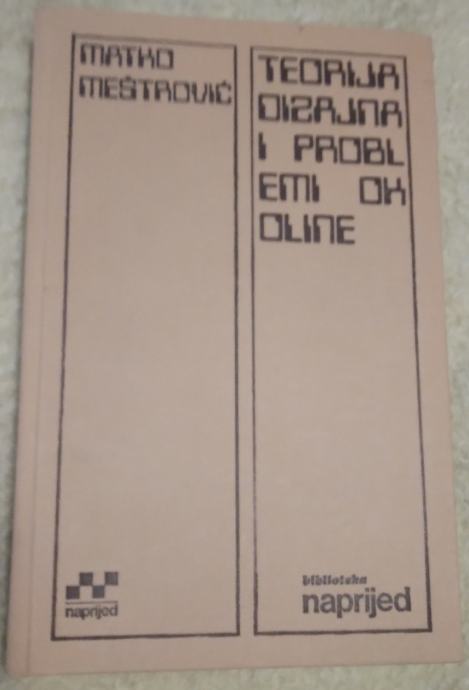 MATKO
MEŠTROVIĆ
TEORIJA
DIZAJNA
I PROBL
EMI OK
OLINE
naprijed
biblioteka
naprijed